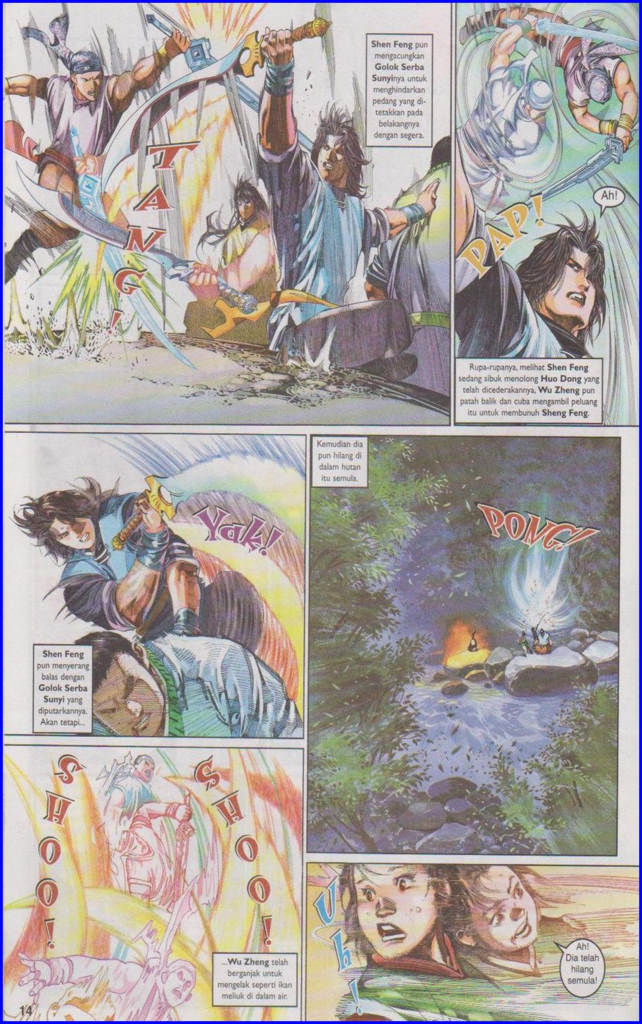 TANG!
Shen Feng pun
mengacungkan
Golok Serba
Sunyinya untuk
menghindarkan
pedang yang di-
tetakkan pada
belakangnya
dengan segera.
PAP!
Ah!
Rupa-rupanya, melihat Shen Feng
sedang sibuk menolong Huo Dong yang
telah dicederakannya, Wu Zheng pun
patah balik dan cuba mengambil peluang
itu untuk membunuh Sheng Feng.
Yak!
Shen Feng
pun menyerang
balas dengan
Golok Serba
Sunyi yang
diputarkannya.
Akan tetapi...
Kemudian dia
pun hilang di
dalam hutan
itu semula.
PONG!
SHOO!
SHOO!
...Wu Zheng telah
berganjak untuk
mengelak seperti ikan
meliuk di dalam air.
Uh!
Ah!
Dia telah
hilang
semula!
14